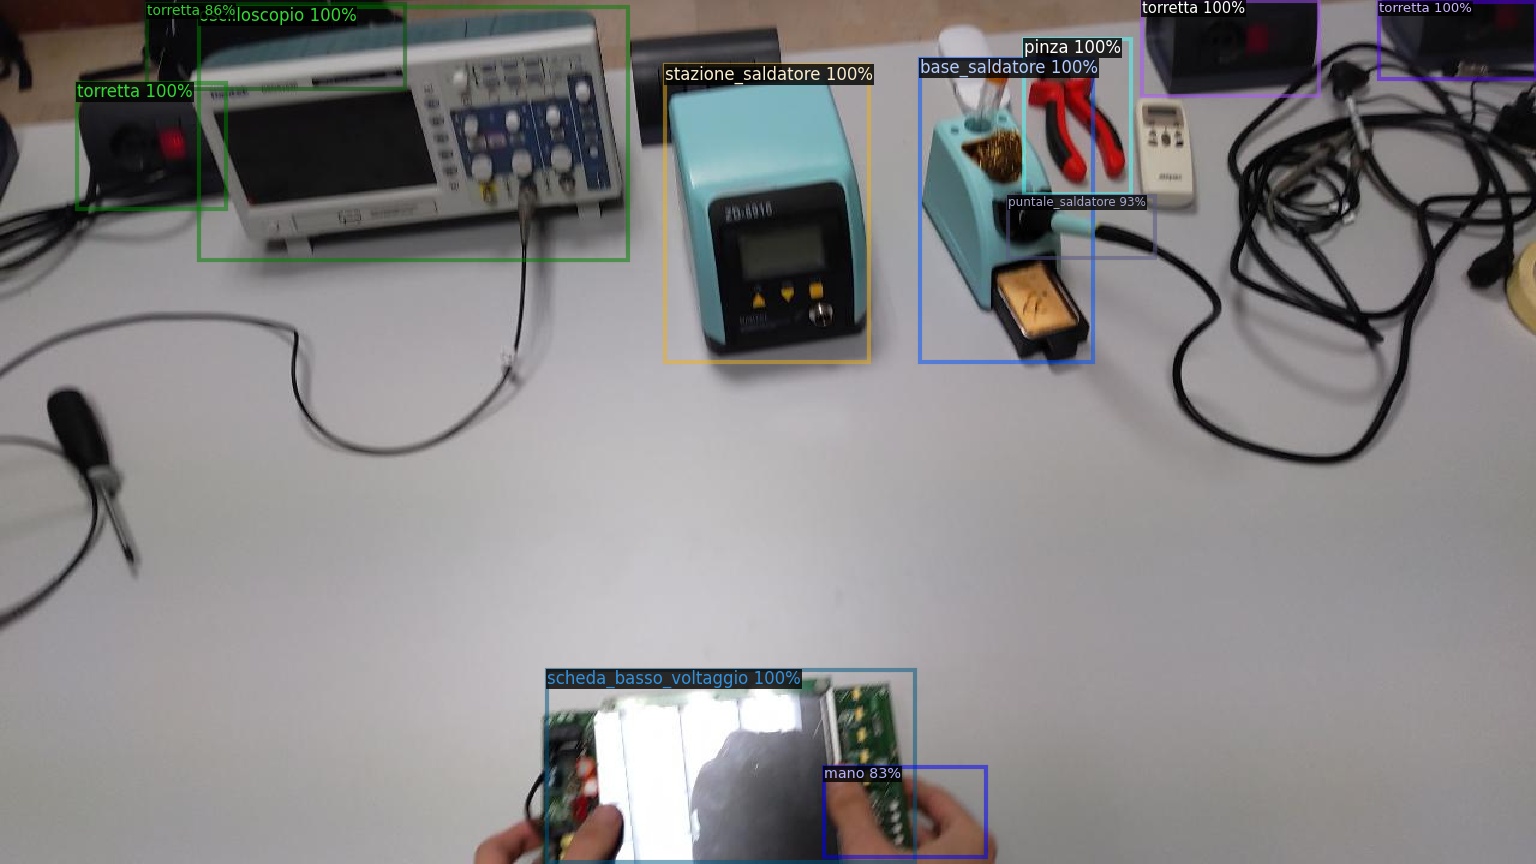 torretta 86%
oscilloscopio 100%
torretta 100%
torretta 100%
pinza 100%
stazione_saldatore 100%
base_saldatore 100%
torretta 100%
puntale_saldatore 93%
scheda_basso_voltaggio 100%
mano 83%